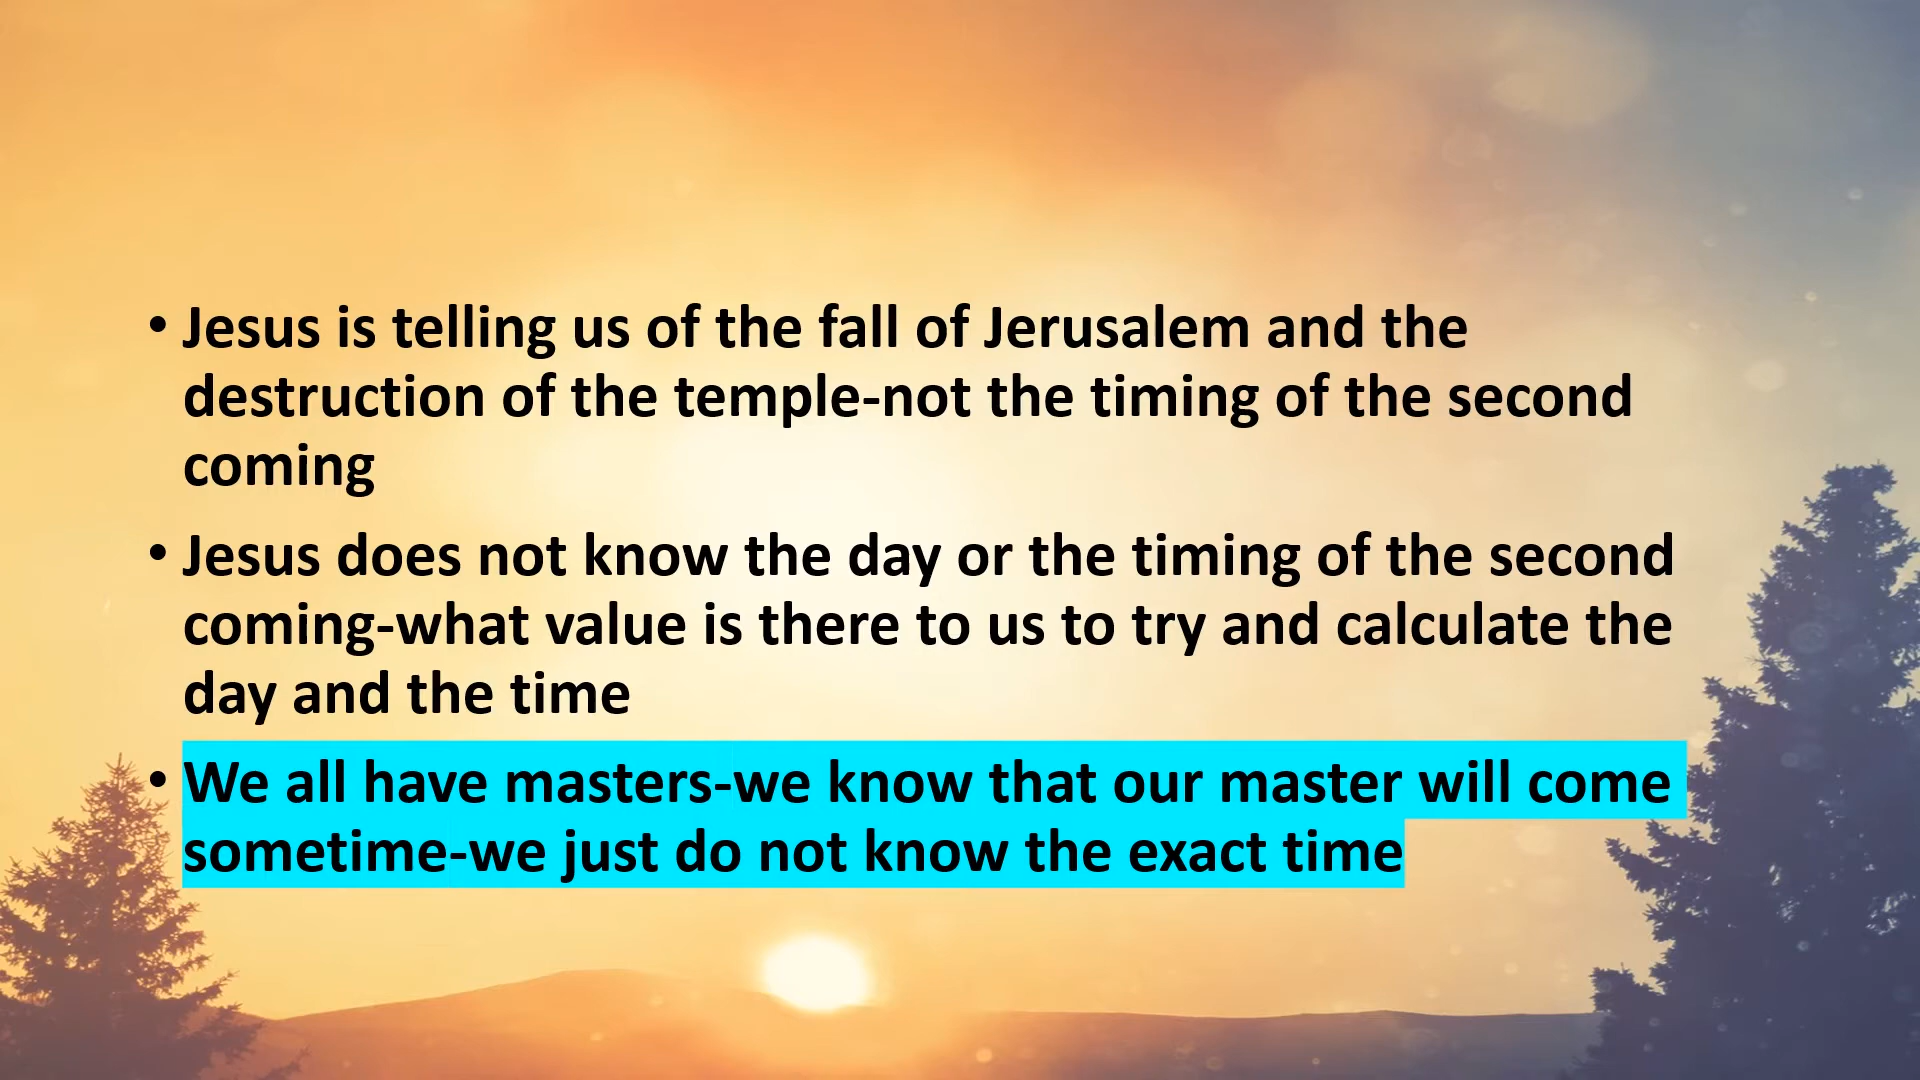 • Jesus is telling us of the fall of Jerusalem and the
destruction of the temple-not the timing of the second
coming
• Jesus does not know the day or the timing of the second
coming-what value is there to us to try and calculate the
day and the time
• We all have masters-we know that our master will come
sometime-we just do not know the exact time